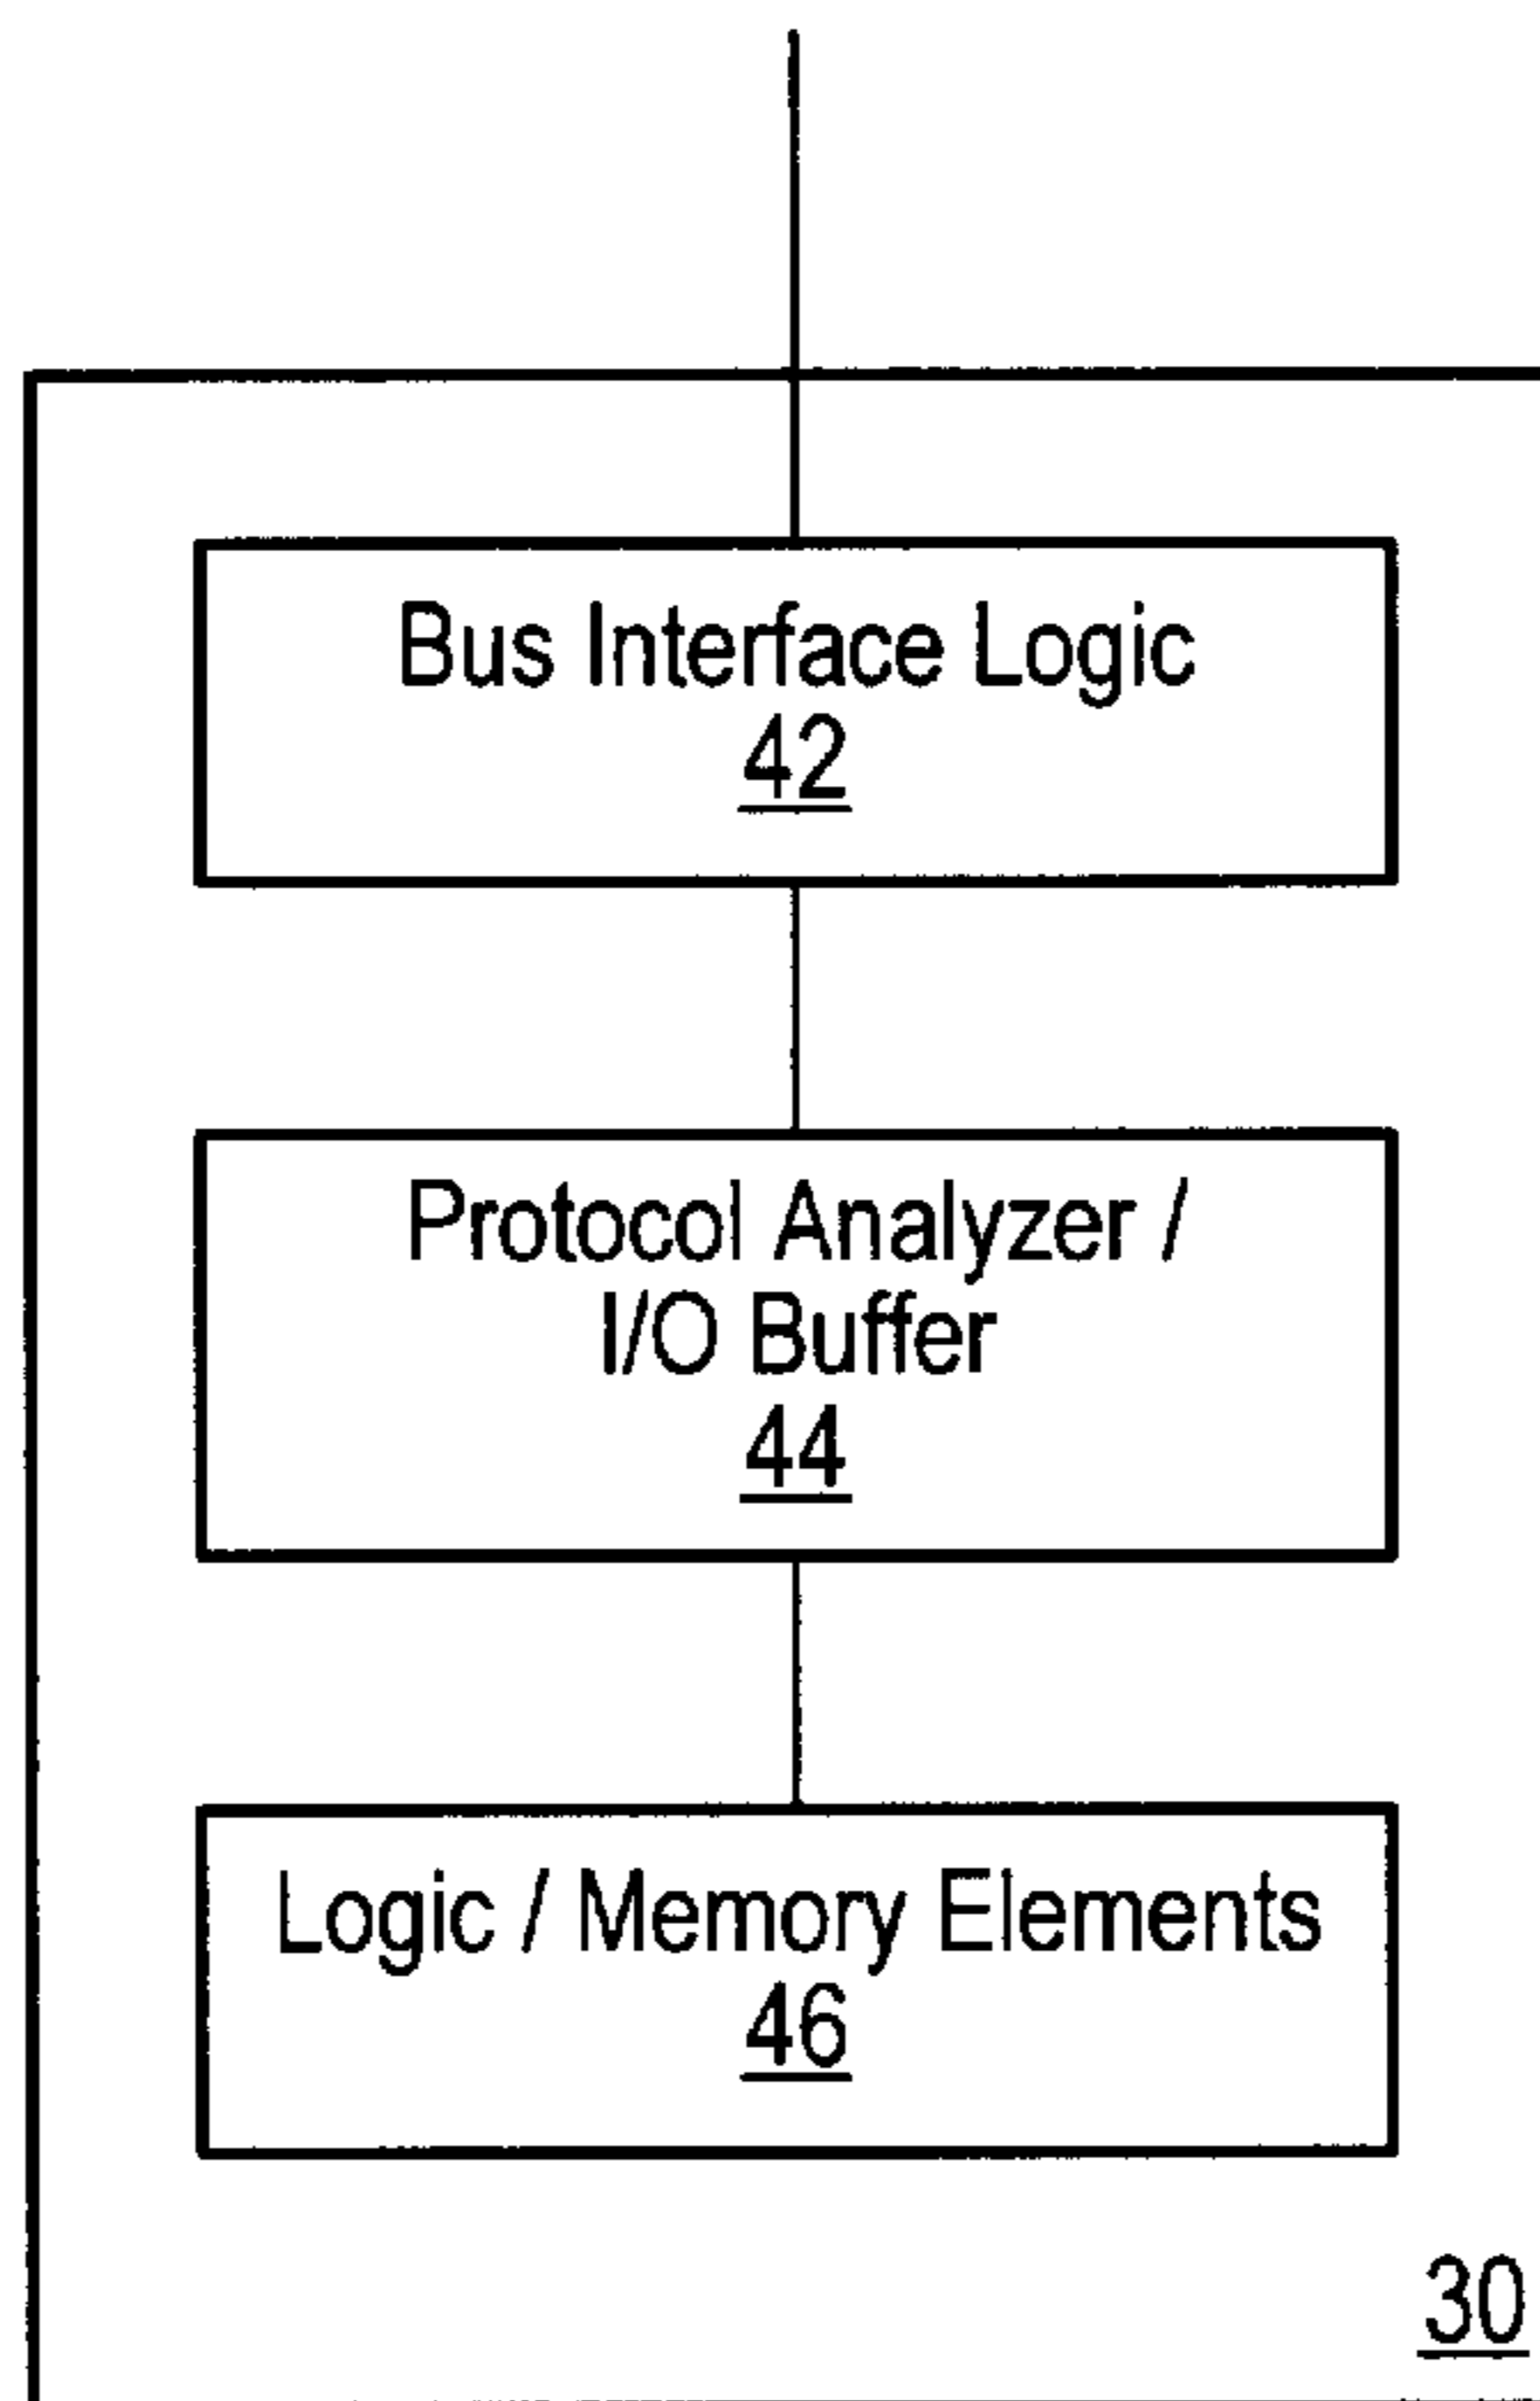 Bus Interface Logic
42
Protocol Analyzer /
I/O Buffer
44
Logic / Memory Elements
46
30